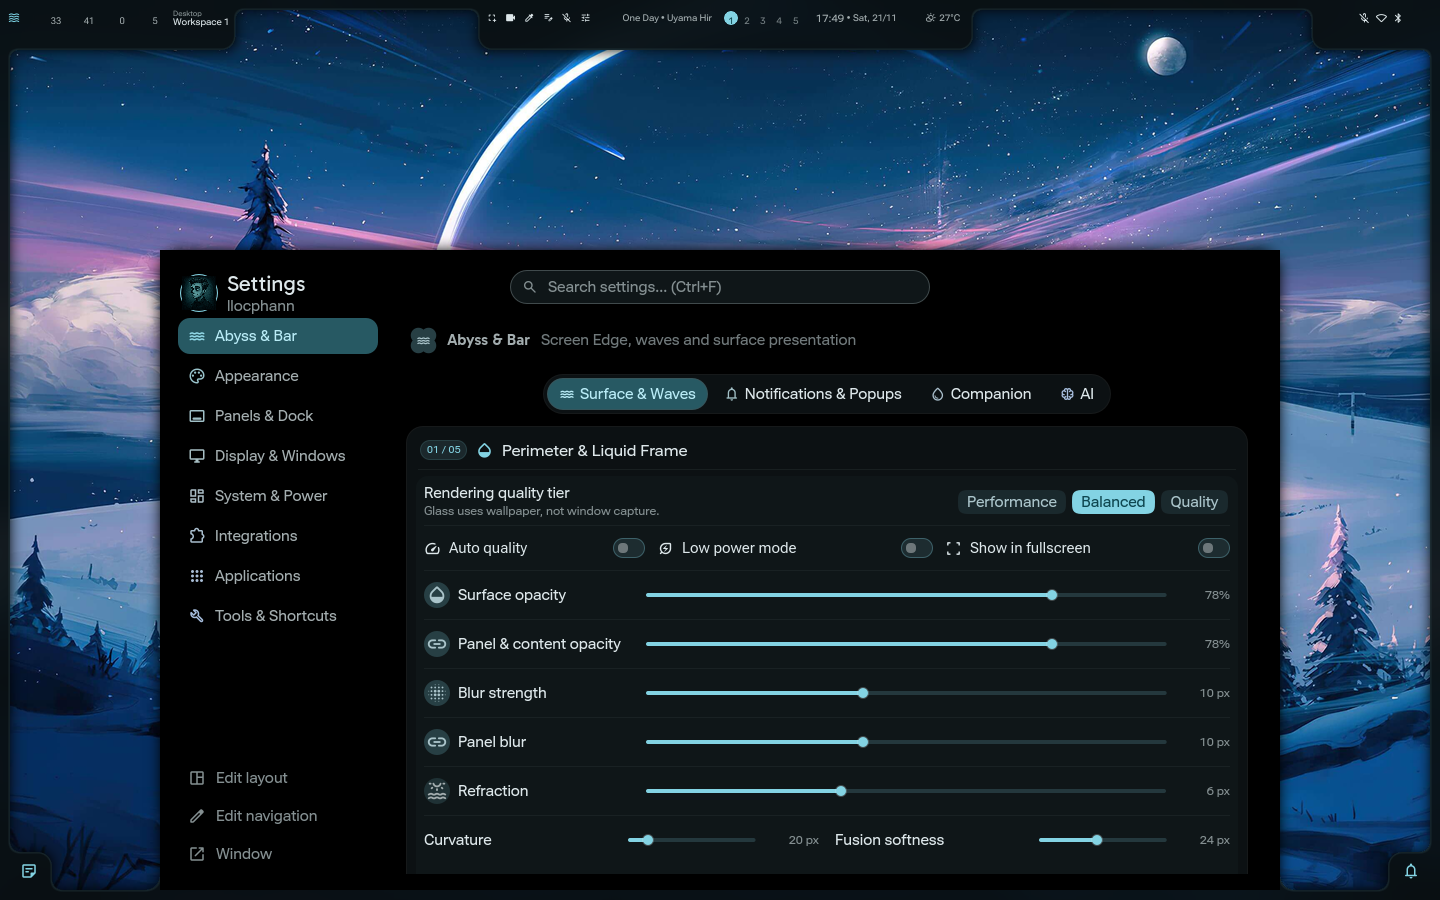 33 41 0 5
Desktop
Workspace 1
One Day • Uyama Hir
1 2 3 4 5
17:49 • Sat, 21/11
27°C
Settings
llocphann
Search settings... (Ctrl+F)
Abyss & Bar
Appearance
Panels & Dock
Display & Windows
System & Power
Integrations
Applications
Tools & Shortcuts
Edit layout
Edit navigation
Window
Abyss & Bar Screen Edge, waves and surface presentation
Surface & Waves Notifications & Popups Companion AI
01 / 05 Perimeter & Liquid Frame
Rendering quality tier
Glass uses wallpaper, not window capture.
Performance Balanced Quality
Auto quality Low power mode Show in fullscreen
Surface opacity 78%
Panel & content opacity 78%
Blur strength 10 px
Panel blur 10 px
Refraction 6 px
Curvature 20 px Fusion softness 24 px